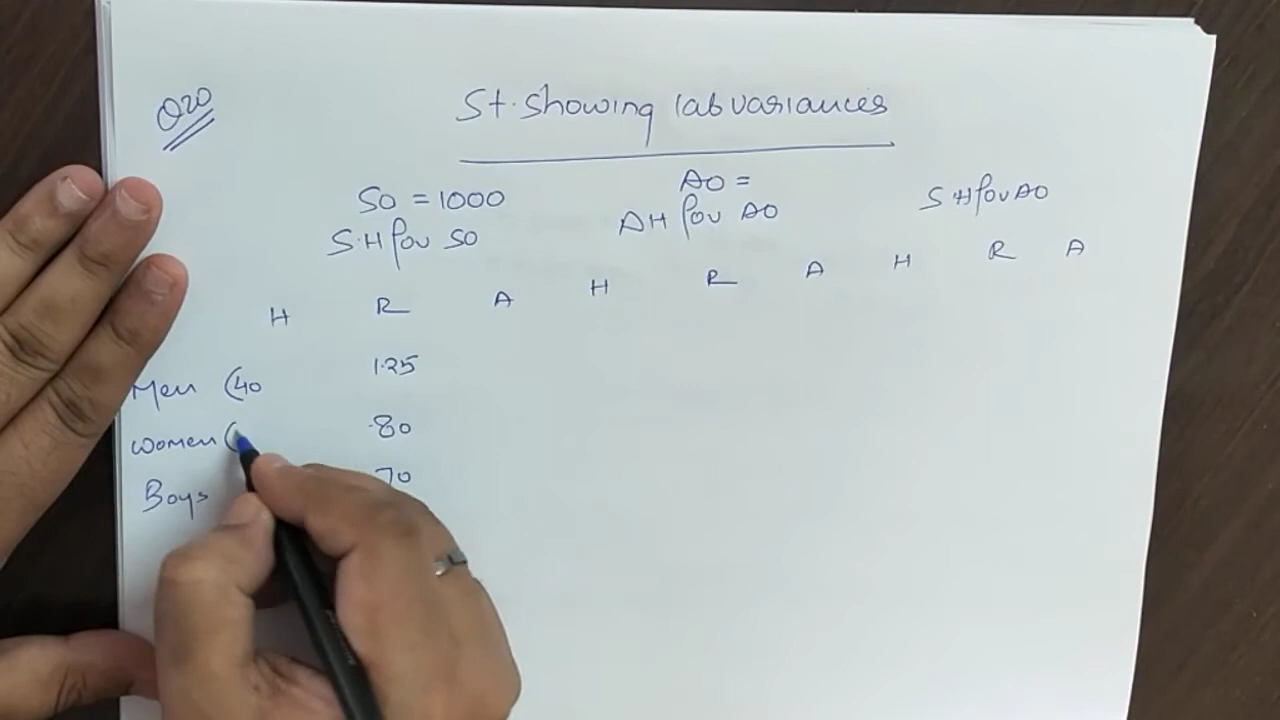 Q20
St. Showing lab variances
SO = 1000
S.H for SO
AO =
AH for AO
S.H for AO
H R A H R A H R A
Men (40 1.25
Women ( .80
Boys 70